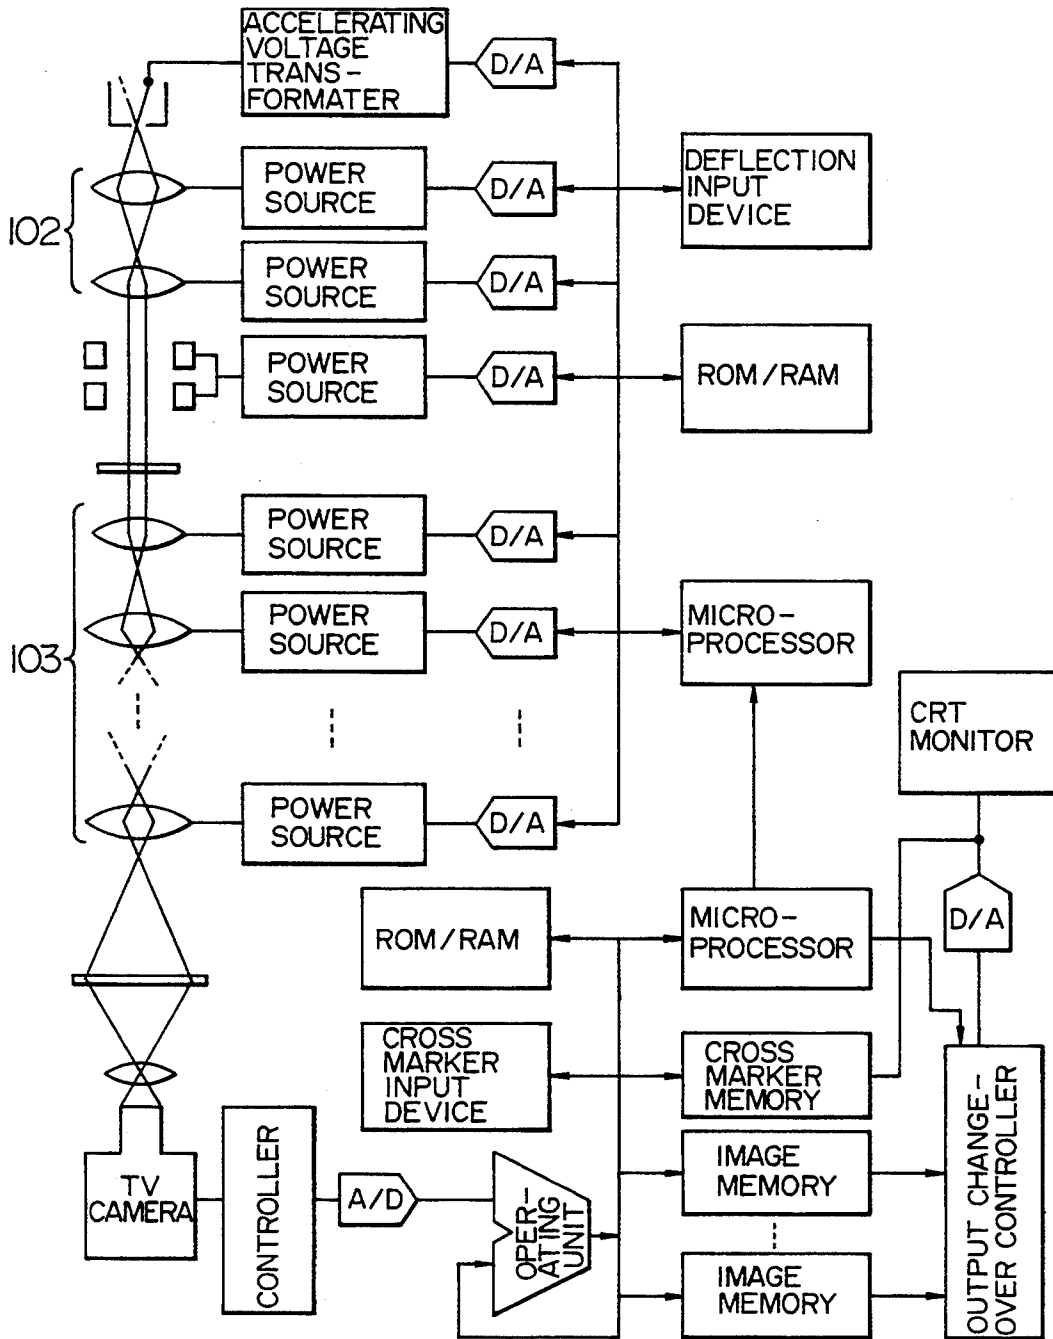 ACCELERATING
VOLTAGE
TRANS-
FORMATER
D/A
POWER
SOURCE
D/A
DEFLECTION
INPUT
DEVICE
102
POWER
SOURCE
D/A
POWER
SOURCE
D/A
ROM/RAM
POWER
SOURCE
D/A
POWER
SOURCE
D/A
MICRO-
PROCESSOR
103
CRT
MONITOR
POWER
SOURCE
D/A
ROM/RAM
MICRO-
PROCESSOR
D/A
CROSS
MARKER
INPUT
DEVICE
CROSS
MARKER
MEMORY
TV
CAMERA
CONTROLLER
A/D
OPER-
ATING
UNIT
IMAGE
MEMORY
IMAGE
MEMORY
OUTPUT CHANGE-
OVER CONTROLLER